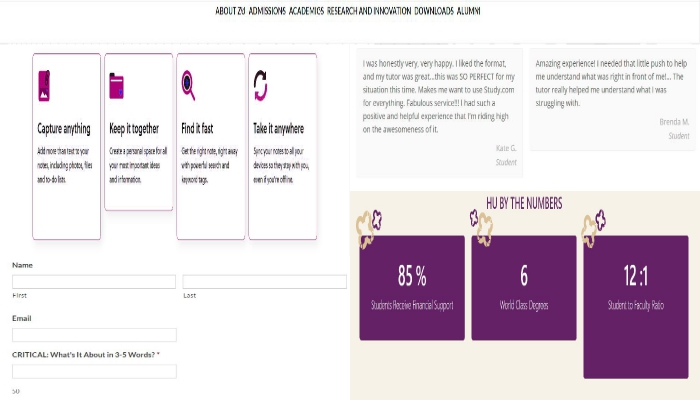 ABOUT ZU ADMISSIONS ACADEMICS RESEARCH AND INNOVATION DOWNLOADS ALUMNI
Capture anything
Add more than text to your
notes, including photos, files
and to-do lists.
Keep it together
Create a personal space for all
your most important ideas
and information.
Find it fast
Get the right note, right away
with powerful search and
keyword tags.
Take it anywhere
Sync your notes to all your
devices so they stay with you,
even if you're offline.
Name
First
Last
Email
CRITICAL: What's It About in 3-5 Words? *
I was honestly very, very happy. I liked the format,
and my tutor was great...this was SO PERFECT for my
situation this time. Makes me want to use Study.com
for everything. Fabulous service!!! I had such a
positive and helpful experience that I'm riding high
on the awesomeness of it.
Kate G.
Student
Amazing experience! I needed that little push to help
me understand what was right in front of me!... The
tutor really helped me understand what I was
struggling with.
Brenda M.
Student
HU BY THE NUMBERS
85 %
Students Receive Financial Support
6
World Class Degrees
12 :1
Student to Faculty Ratio